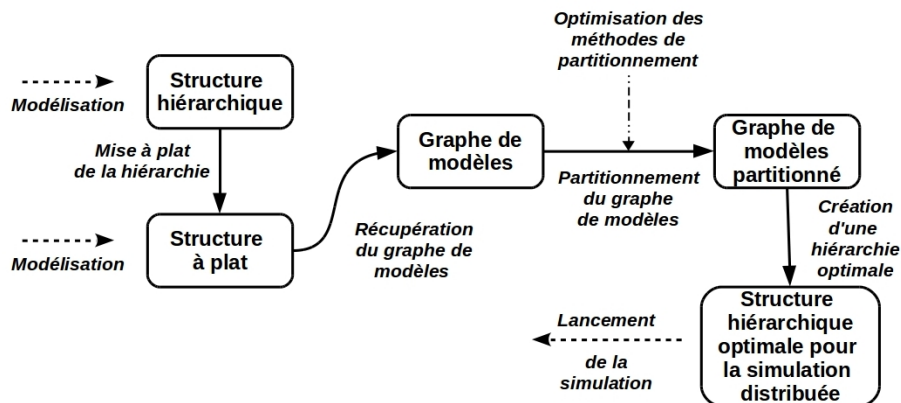 Optimisation des
méthodes de
partitionnement
Modélisation
Structure
hiérarchique
Mise à plat
de la hiérarchie
Modélisation
Structure
à plat
Récupération
du graphe de
modèles
Graphe de
modèles
Partitionnement
du graphe
de modèles
Graphe de
modèles
partitionné
Création
d'une
hiérarchie
optimale
Structure
hiérarchique
optimale pour
la simulation
distribuée
Lancement
de la
simulation